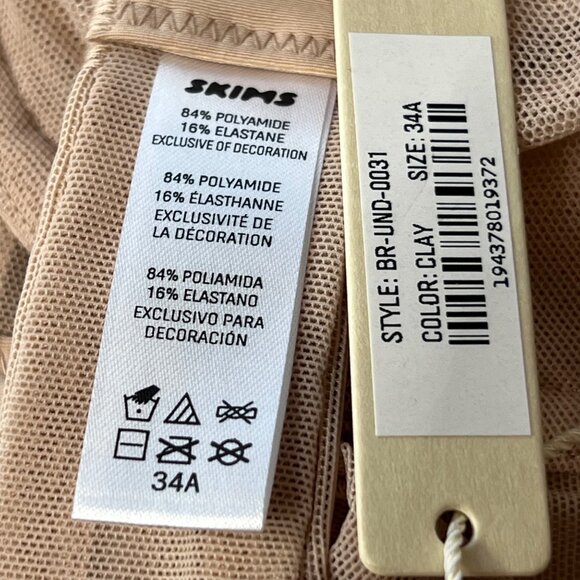 SKIMS
84% POLYAMIDE
16% ELASTANE
EXCLUSIVE OF DECORATION
84% POLYAMIDE
16% ÉLASTHANNE
EXCLUSIVITÉ DE
LA DÉCORATION
84% POLIAMIDA
16% ELASTANO
EXCLUSIVO PARA
DECORACIÓN
34A
STYLE: BR-UND-0031
COLOR: CLAY SIZE: 34A
194378019372